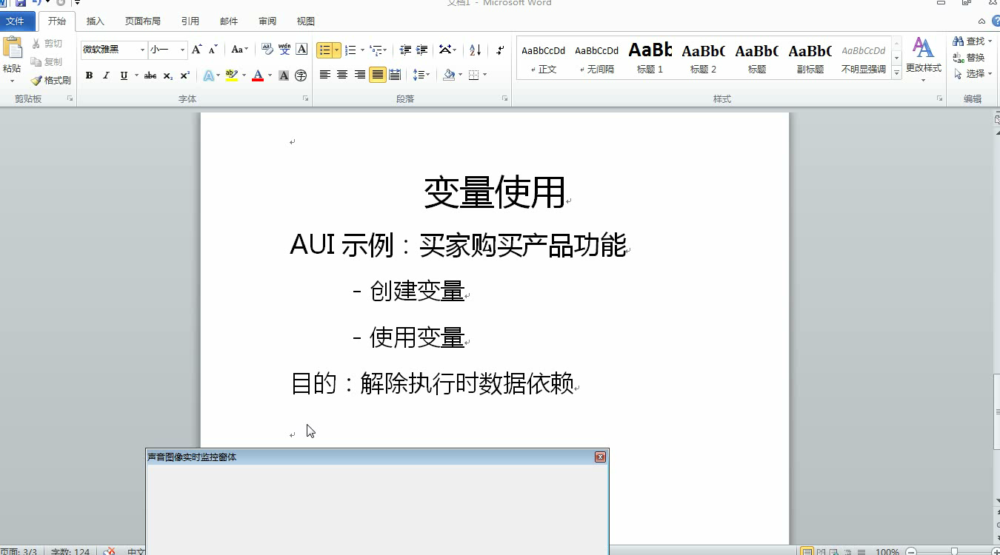 文档1 - Microsoft Word
文件 开始 插入 页面布局 引用 邮件 审阅 视图
剪切
复制
粘贴 格式刷
微软雅黑 小一
AaBbCcDd AaBbCcDd AaBb AaBb( AaBb( AaBb( AaBbCcDd
正文 无间隔 标题 1 标题 2 标题 副标题 不明显强调
更改样式
查找
替换
选择
剪贴板 字体 段落 样式 编辑
变量使用
AUI 示例：买家购买产品功能
- 创建变量
- 使用变量
目的：解除执行时数据依赖
声音图像实时监控窗体
页面: 3/3 字数: 124 中文 100%